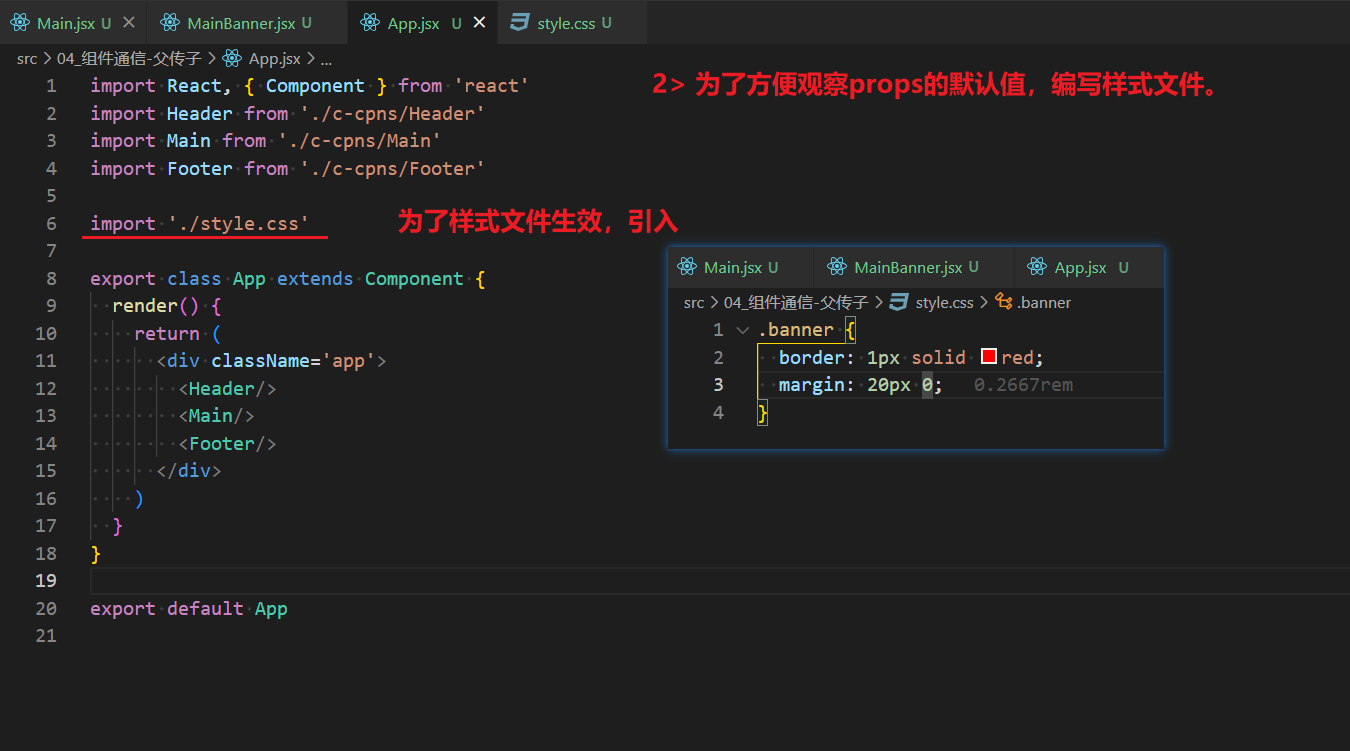 Main.jsx U × MainBanner.jsx U App.jsx U × style.css U
src > 04_组件通信-父传子 > App.jsx > ...
2> 为了方便观察props的默认值，编写样式文件。
1 import React, { Component } from 'react'
2 import Header from './c-cpns/Header'
3 import Main from './c-cpns/Main'
4 import Footer from './c-cpns/Footer'
5
6 import './style.css'
为了样式文件生效，引入
7
8 export class App extends Component {
9 render() {
10 return (
11 <div className='app'>
12 <Header/>
13 <Main/>
14 <Footer/>
15 </div>
16 )
17 }
18 }
19
20 export default App
21
Main.jsx U MainBanner.jsx U App.jsx U
src > 04_组件通信-父传子 > style.css > .banner
1 .banner {
2 border: 1px solid red;
3 margin: 20px 0; 0.2667rem
4 }